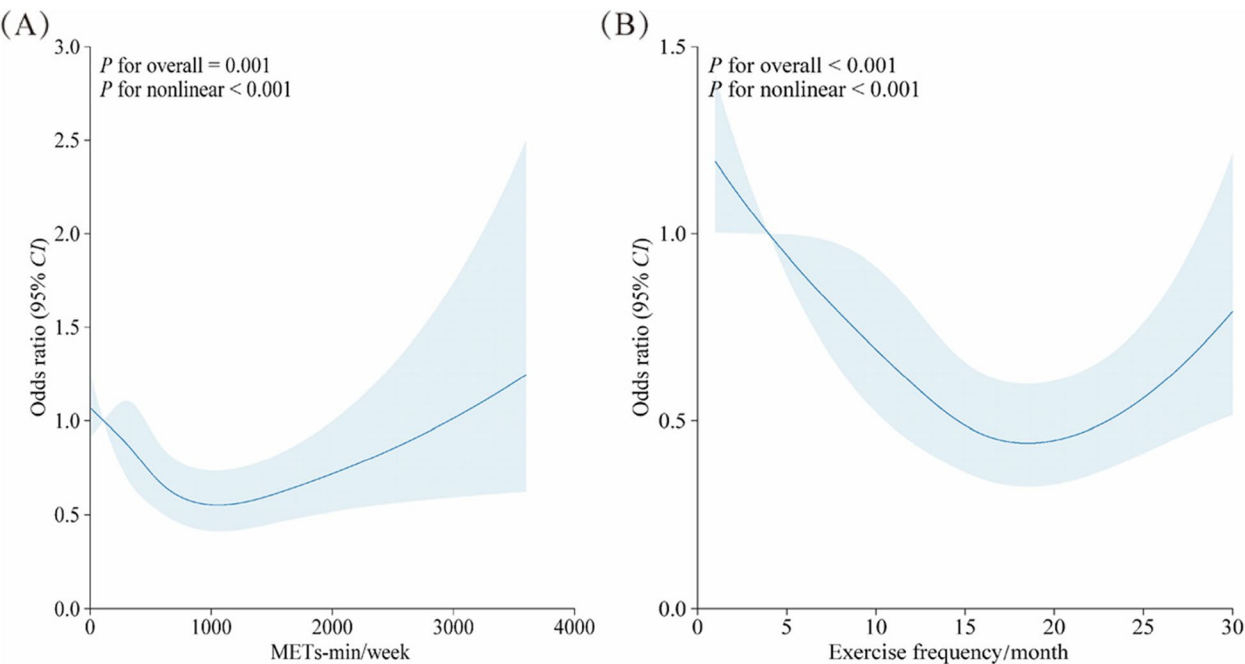 (A)
P for overall = 0.001
P for nonlinear < 0.001
3.0
2.5
2.0
1.5
1.0
0.5
0.0
Odds ratio (95% CI)
0 1000 2000 3000 4000
METs-min/week
(B)
P for overall < 0.001
P for nonlinear < 0.001
1.5
1.0
0.5
0.0
Odds ratio (95% CI)
0 5 10 15 20 25 30
Exercise frequency/month